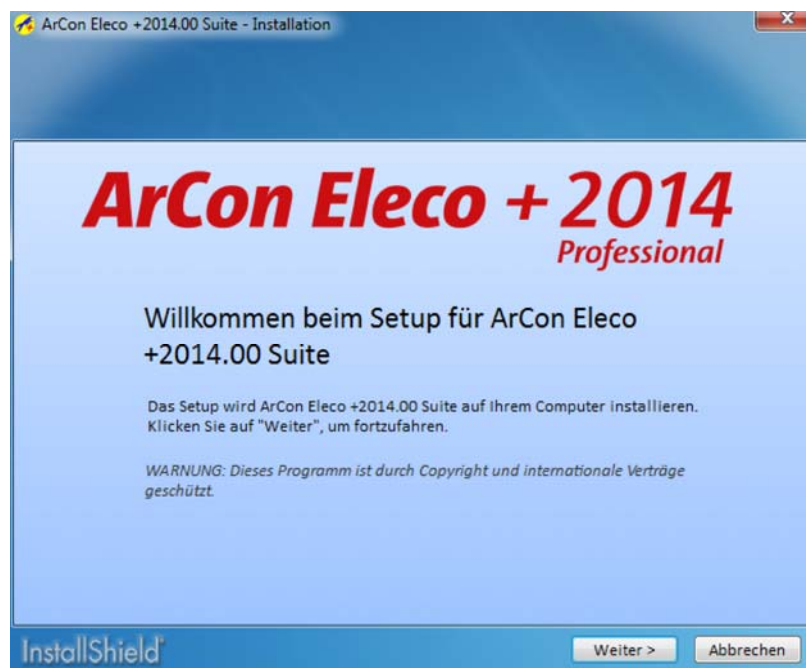 ArCon Eleco +2014.00 Suite - Installation
ArCon Eleco +2014
Professional
Willkommen beim Setup für ArCon Eleco
+2014.00 Suite
Das Setup wird ArCon Eleco +2014.00 Suite auf Ihrem Computer installieren.
Klicken Sie auf "Weiter", um fortzufahren.
WARNUNG: Dieses Programm ist durch Copyright und internationale Verträge
geschützt.
InstallShield
Weiter >
Abbrechen